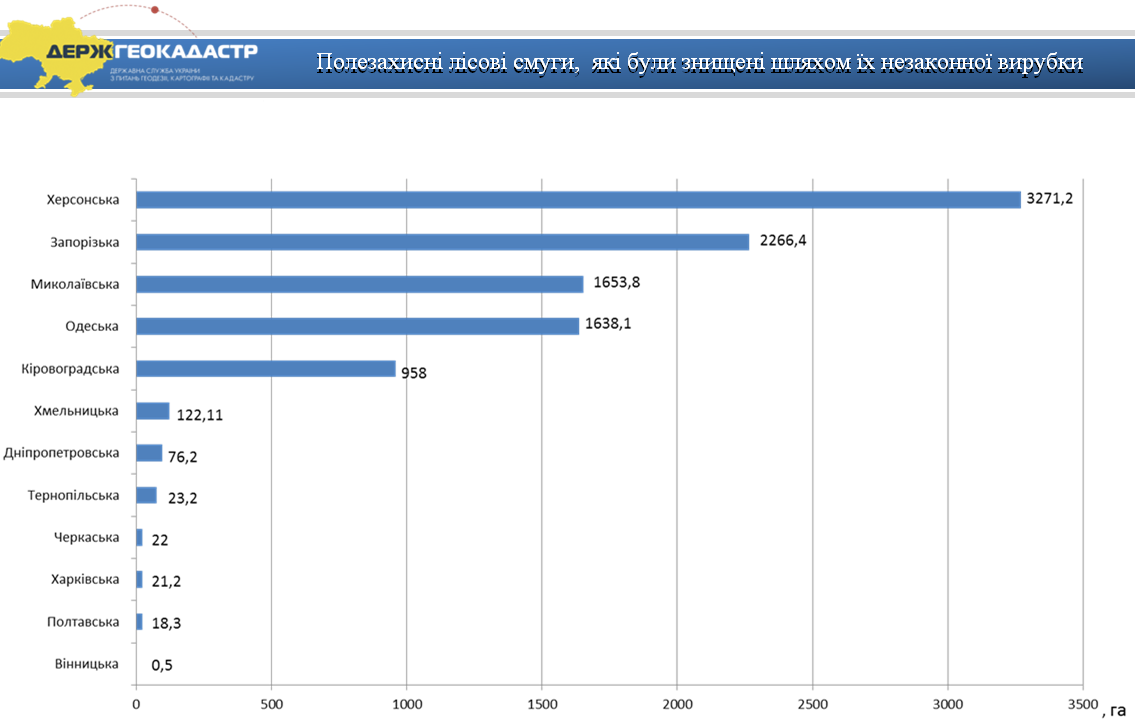 ДЕРЖГЕОКАДАСТР
ДЕРЖАВНА СЛУЖБА УКРАЇНИ
З ПИТАНЬ ГЕОДЕЗІЇ, КАРТОГРАФІЇ ТА КАДАСТРУ
Полезахисні лісові смуги, які були знищені шляхом їх незаконної вирубки
Херсонська 3271,2
Запорізька 2266,4
Миколаївська 1653,8
Одеська 1638,1
Кіровоградська 958
Хмельницька 122,11
Дніпропетровська 76,2
Тернопільська 23,2
Черкаська 22
Харківська 21,2
Полтавська 18,3
Вінницька 0,5
0 500 1000 1500 2000 2500 3000 3500 , га